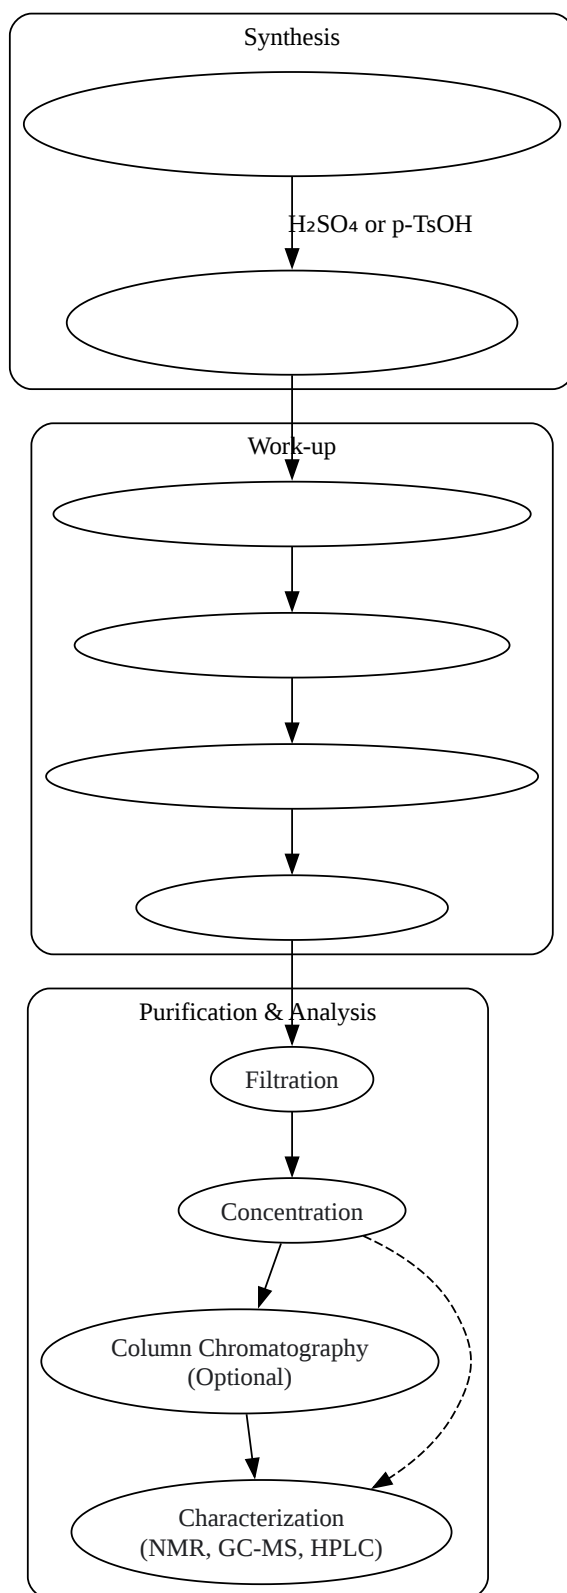 Synthesis
H₂SO₄ or p-TsOH
Work-up
Purification & Analysis
Filtration
Concentration
Column Chromatography
(Optional)
Characterization
(NMR, GC-MS, HPLC)